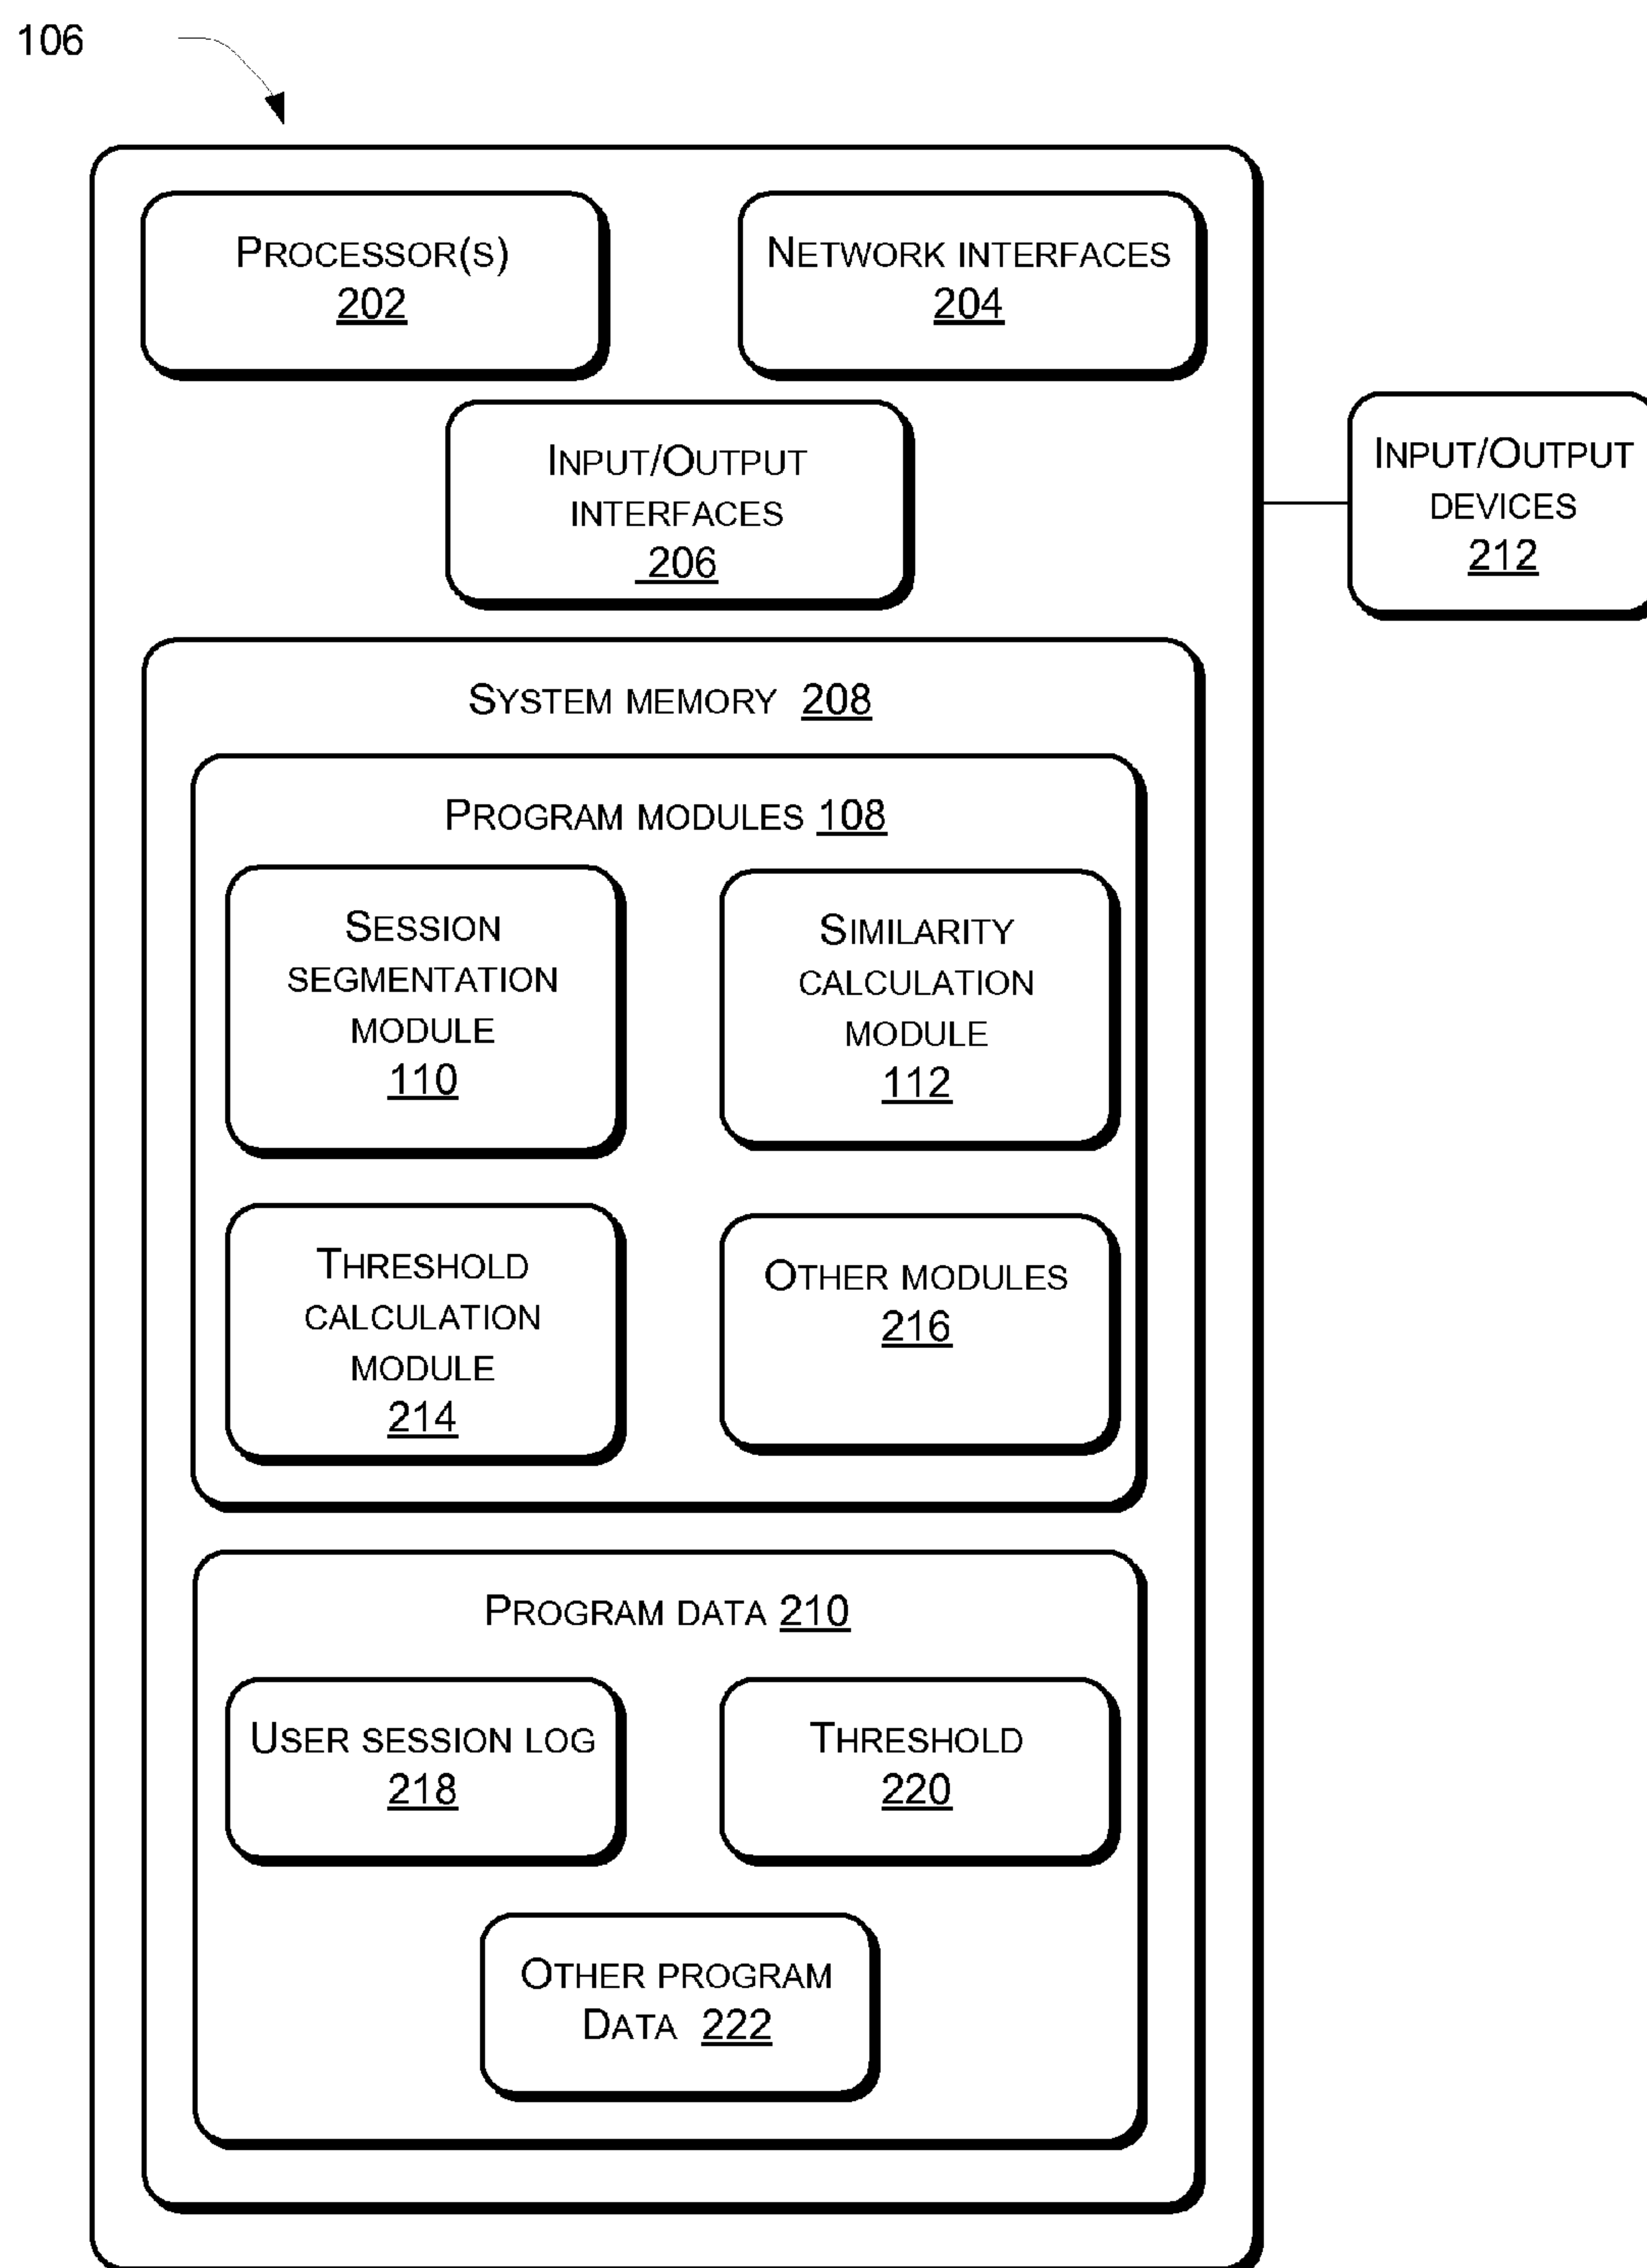 106
PROCESSOR(S)
202
NETWORK INTERFACES
204
INPUT/OUTPUT
INTERFACES
206
INPUT/OUTPUT
DEVICES
212
SYSTEM MEMORY 208
PROGRAM MODULES 108
SESSION
SEGMENTATION
MODULE
110
SIMILARITY
CALCULATION
MODULE
112
THRESHOLD
CALCULATION
MODULE
214
OTHER MODULES
216
PROGRAM DATA 210
USER SESSION LOG
218
THRESHOLD
220
OTHER PROGRAM
DATA 222